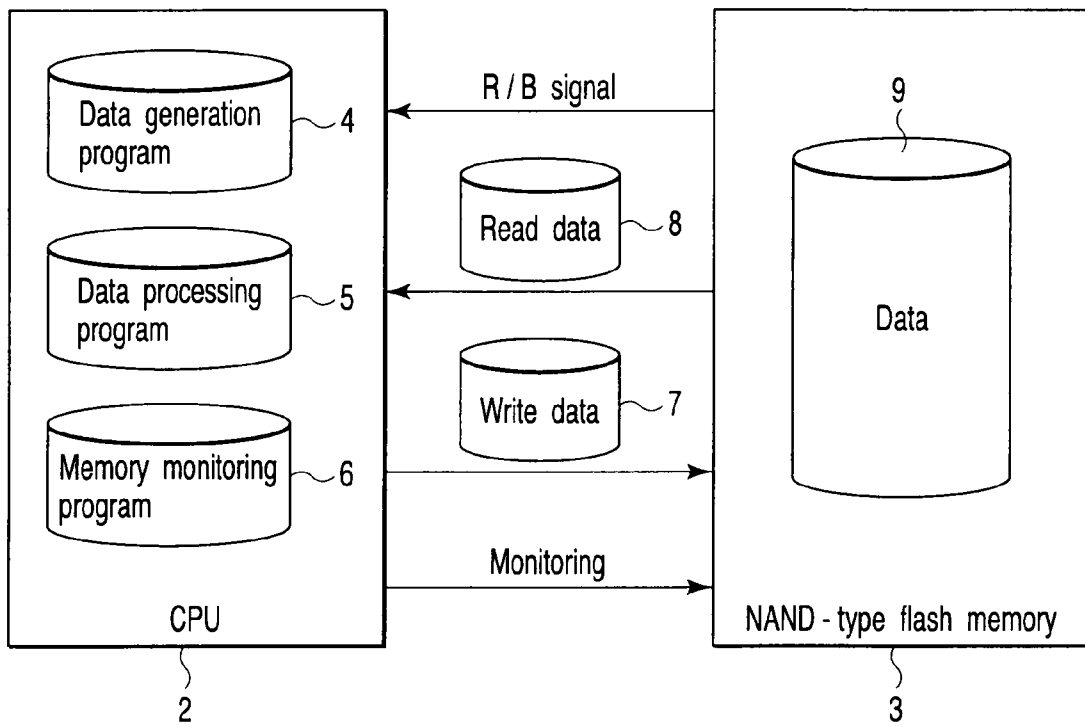 Data generation
program
4
Data processing
program
5
Memory monitoring
program
6
CPU
2
R / B signal
Read data
8
Write data
7
Monitoring
9
Data
NAND - type flash memory
3